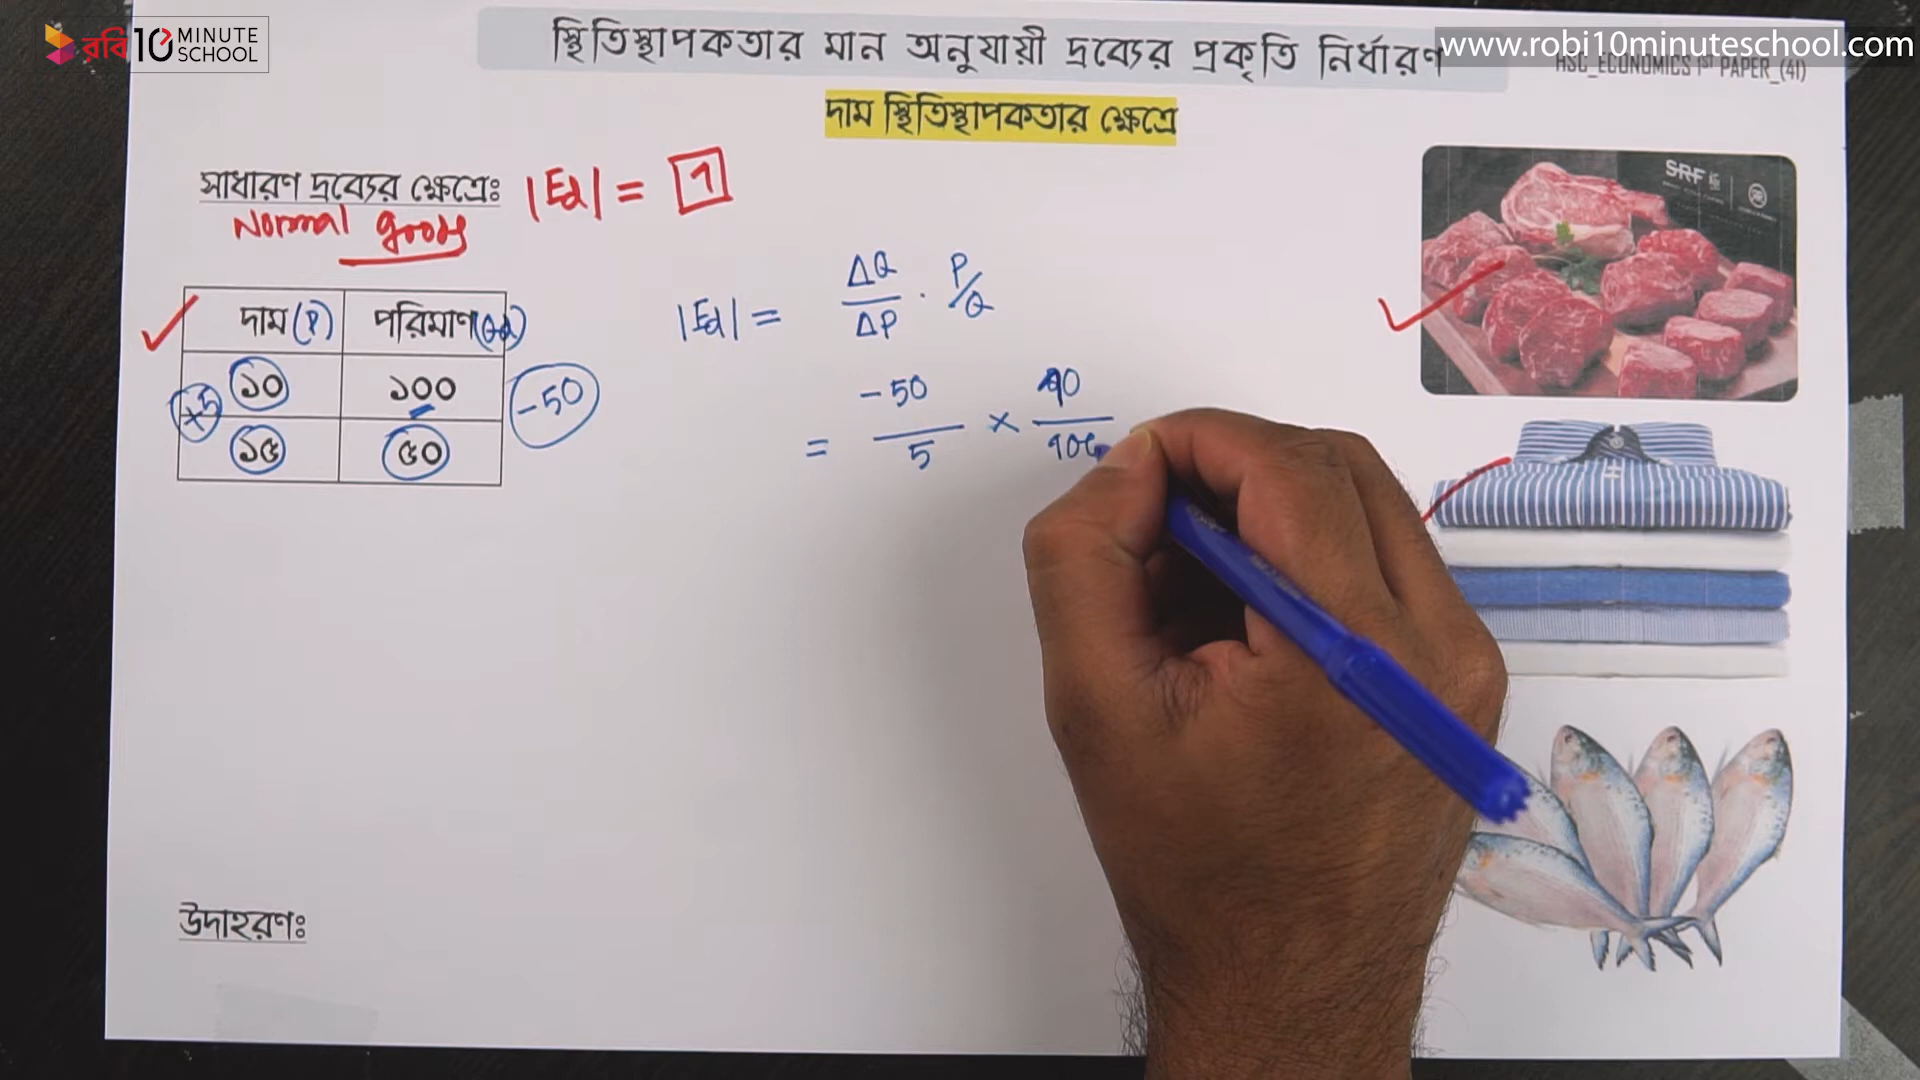 রবি 10 MINUTE SCHOOL
www.robi10minuteschool.com
স্থিতিস্থাপকতার মান অনুযায়ী দ্রব্যের প্রকৃতি নির্ধারণ
HSC_ECONOMICS 1ST PAPER_(41)
দাম স্থিতিস্থাপকতার ক্ষেত্রে
সাধারণ দ্রব্যের ক্ষেত্রেঃ |Ed| = 1
Normal goods
SRF
দাম (P) পরিমাণ (Qd)
১০ ১০০
+5 -50
১৫ ৫০
|Ed| = ΔQ/ΔP . P/Q
= -50/5 × 10/100
উদাহরণঃ